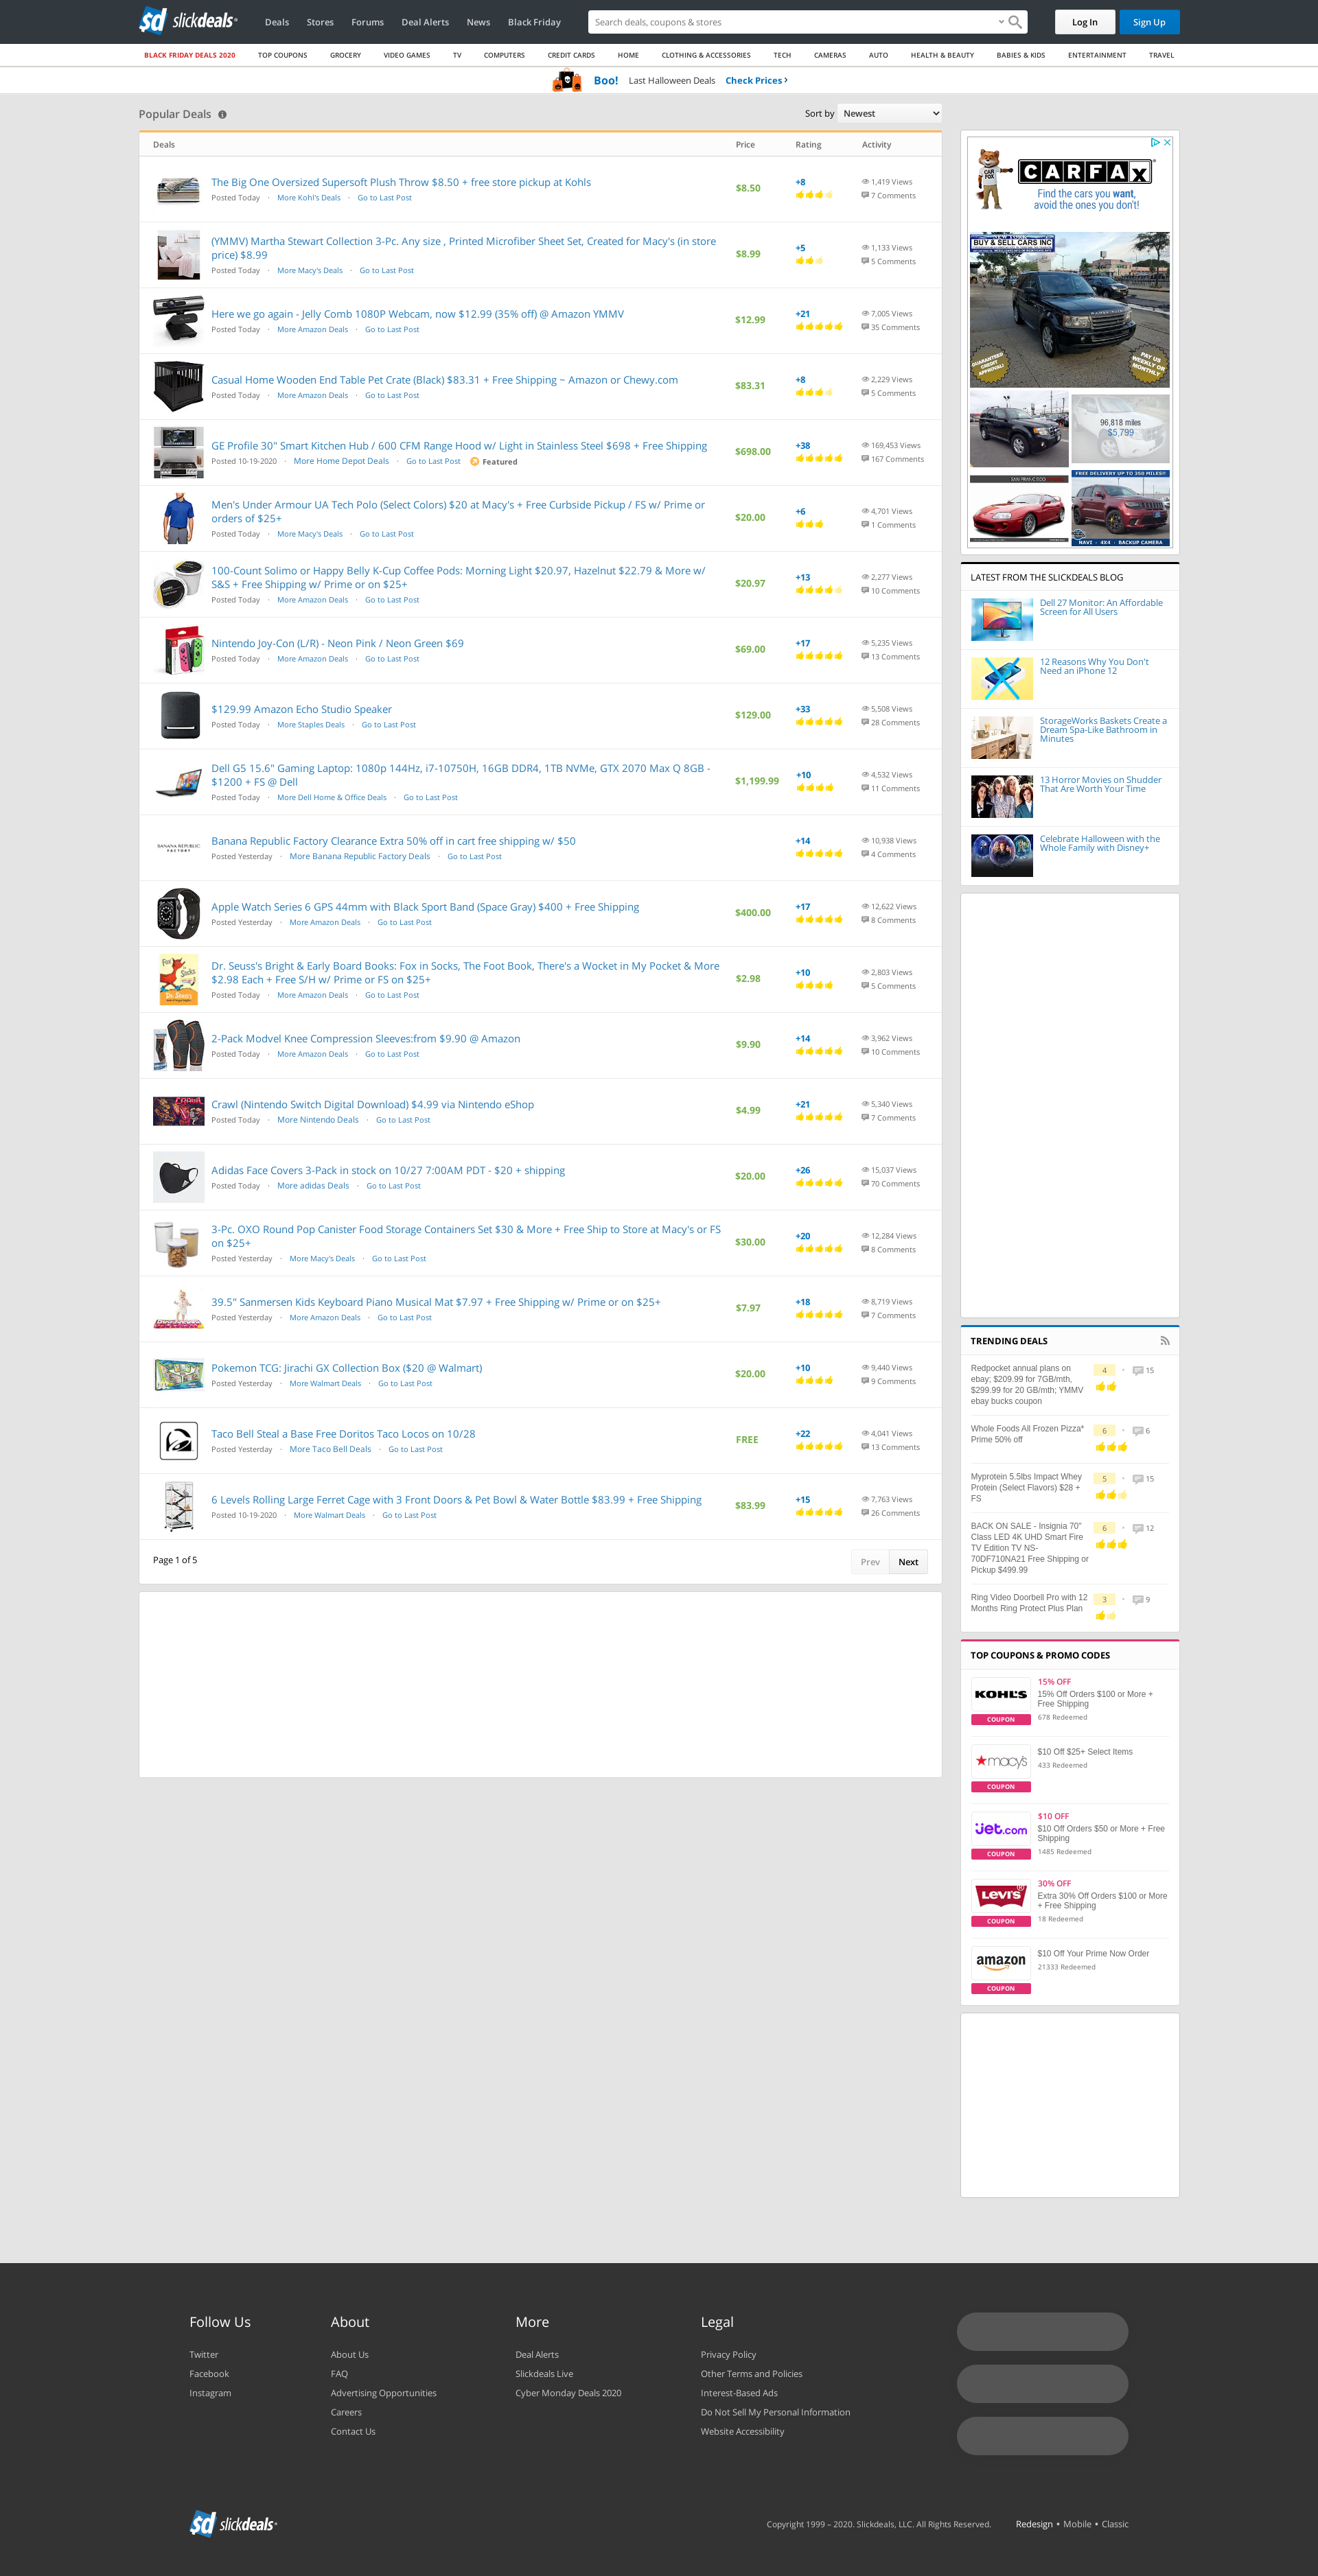 slickdeals
Deals Stores Forums Deal Alerts News Black Friday
Search deals, coupons & stores
Log In Sign Up
BLACK FRIDAY DEALS 2020 TOP COUPONS GROCERY VIDEO GAMES TV COMPUTERS CREDIT CARDS HOME CLOTHING & ACCESSORIES TECH CAMERAS AUTO HEALTH & BEAUTY BABIES & KIDS ENTERTAINMENT TRAVEL
Boo! Last Halloween Deals Check Prices ›
Popular Deals
Sort by Newest
Deals Price Rating Activity
The Big One Oversized Supersoft Plush Throw $8.50 + free store pickup at Kohls
Posted Today · More Kohl's Deals · Go to Last Post
$8.50
+8
1,419 Views
7 Comments
(YMMV) Martha Stewart Collection 3-Pc. Any size , Printed Microfiber Sheet Set, Created for Macy's (in store
price) $8.99
Posted Today · More Macy's Deals · Go to Last Post
$8.99
+5
1,133 Views
5 Comments
Here we go again - Jelly Comb 1080P Webcam, now $12.99 (35% off) @ Amazon YMMV
Posted Today · More Amazon Deals · Go to Last Post
$12.99
+21
7,005 Views
35 Comments
Casual Home Wooden End Table Pet Crate (Black) $83.31 + Free Shipping ~ Amazon or Chewy.com
Posted Today · More Amazon Deals · Go to Last Post
$83.31
+8
2,229 Views
5 Comments
GE Profile 30" Smart Kitchen Hub / 600 CFM Range Hood w/ Light in Stainless Steel $698 + Free Shipping
Posted 10-19-2020 · More Home Depot Deals · Go to Last Post Featured
$698.00
+38
169,453 Views
167 Comments
Men's Under Armour UA Tech Polo (Select Colors) $20 at Macy's + Free Curbside Pickup / FS w/ Prime or
orders of $25+
Posted Today · More Macy's Deals · Go to Last Post
$20.00
+6
4,701 Views
1 Comments
100-Count Solimo or Happy Belly K-Cup Coffee Pods: Morning Light $20.97, Hazelnut $22.79 & More w/
S&S + Free Shipping w/ Prime or on $25+
Posted Today · More Amazon Deals · Go to Last Post
$20.97
+13
2,277 Views
10 Comments
Nintendo Joy-Con (L/R) - Neon Pink / Neon Green $69
Posted Today · More Amazon Deals · Go to Last Post
$69.00
+17
5,235 Views
13 Comments
$129.99 Amazon Echo Studio Speaker
Posted Today · More Staples Deals · Go to Last Post
$129.00
+33
5,508 Views
28 Comments
Dell G5 15.6" Gaming Laptop: 1080p 144Hz, i7-10750H, 16GB DDR4, 1TB NVMe, GTX 2070 Max Q 8GB -
$1200 + FS @ Dell
Posted Today · More Dell Home & Office Deals · Go to Last Post
$1,199.99
+10
4,532 Views
11 Comments
BANANA REPUBLIC
FACTORY
Banana Republic Factory Clearance Extra 50% off in cart free shipping w/ $50
Posted Yesterday · More Banana Republic Factory Deals · Go to Last Post
+14
10,938 Views
4 Comments
Apple Watch Series 6 GPS 44mm with Black Sport Band (Space Gray) $400 + Free Shipping
Posted Yesterday · More Amazon Deals · Go to Last Post
$400.00
+17
12,622 Views
8 Comments
Dr. Seuss's Bright & Early Board Books: Fox in Socks, The Foot Book, There's a Wocket in My Pocket & More
$2.98 Each + Free S/H w/ Prime or FS on $25+
Posted Today · More Amazon Deals · Go to Last Post
$2.98
+10
2,803 Views
5 Comments
2-Pack Modvel Knee Compression Sleeves:from $9.90 @ Amazon
Posted Today · More Amazon Deals · Go to Last Post
$9.90
+14
3,962 Views
10 Comments
Crawl (Nintendo Switch Digital Download) $4.99 via Nintendo eShop
Posted Today · More Nintendo Deals · Go to Last Post
$4.99
+21
5,340 Views
7 Comments
Adidas Face Covers 3-Pack in stock on 10/27 7:00AM PDT - $20 + shipping
Posted Today · More adidas Deals · Go to Last Post
$20.00
+26
15,037 Views
70 Comments
3-Pc. OXO Round Pop Canister Food Storage Containers Set $30 & More + Free Ship to Store at Macy's or FS
on $25+
Posted Yesterday · More Macy's Deals · Go to Last Post
$30.00
+20
12,284 Views
8 Comments
39.5" Sanmersen Kids Keyboard Piano Musical Mat $7.97 + Free Shipping w/ Prime or on $25+
Posted Yesterday · More Amazon Deals · Go to Last Post
$7.97
+18
8,719 Views
7 Comments
Pokemon TCG: Jirachi GX Collection Box ($20 @ Walmart)
Posted Yesterday · More Walmart Deals · Go to Last Post
$20.00
+10
9,440 Views
9 Comments
Taco Bell Steal a Base Free Doritos Taco Locos on 10/28
Posted Yesterday · More Taco Bell Deals · Go to Last Post
FREE
+22
4,041 Views
13 Comments
6 Levels Rolling Large Ferret Cage with 3 Front Doors & Pet Bowl & Water Bottle $83.99 + Free Shipping
Posted 10-19-2020 · More Walmart Deals · Go to Last Post
$83.99
+15
7,763 Views
26 Comments
Page 1 of 5
Prev Next
CAR FOX
CARFAX
Find the cars you want,
avoid the ones you don't!
BUY & SELL CARS INC
GUARANTEED CREDIT APPROVAL!
PAY US WEEKLY OR MONTHLY
96,818 miles
$5,799
FREE DELIVERY UP TO 350 MILES!!
NAVI - 4X4 - BACKUP CAMERA
LATEST FROM THE SLICKDEALS BLOG
Dell 27 Monitor: An Affordable
Screen for All Users
12 Reasons Why You Don't
Need an iPhone 12
StorageWorks Baskets Create a
Dream Spa-Like Bathroom in
Minutes
13 Horror Movies on Shudder
That Are Worth Your Time
Celebrate Halloween with the
Whole Family with Disney+
TRENDING DEALS
Redpocket annual plans on
ebay; $209.99 for 7GB/mth,
$299.99 for 20 GB/mth; YMMV
ebay bucks coupon
4 · 15
Whole Foods All Frozen Pizza*
Prime 50% off
6 · 6
Myprotein 5.5lbs Impact Whey
Protein (Select Flavors) $28 +
FS
5 · 15
BACK ON SALE - Insignia 70"
Class LED 4K UHD Smart Fire
TV Edition TV NS-
70DF710NA21 Free Shipping or
Pickup $499.99
6 · 12
Ring Video Doorbell Pro with 12
Months Ring Protect Plus Plan
3 · 9
TOP COUPONS & PROMO CODES
KOHL'S
COUPON
15% OFF
15% Off Orders $100 or More +
Free Shipping
678 Redeemed
macy's
COUPON
$10 Off $25+ Select Items
433 Redeemed
jet.com
COUPON
$10 OFF
$10 Off Orders $50 or More + Free
Shipping
1485 Redeemed
LEVI'S
COUPON
30% OFF
Extra 30% Off Orders $100 or More
+ Free Shipping
18 Redeemed
amazon
COUPON
$10 Off Your Prime Now Order
21333 Redeemed
Follow Us
Twitter
Facebook
Instagram
About
About Us
FAQ
Advertising Opportunities
Careers
Contact Us
More
Deal Alerts
Slickdeals Live
Cyber Monday Deals 2020
Legal
Privacy Policy
Other Terms and Policies
Interest-Based Ads
Do Not Sell My Personal Information
Website Accessibility
slickdeals
Copyright 1999 – 2020. Slickdeals, LLC. All Rights Reserved. Redesign • Mobile • Classic